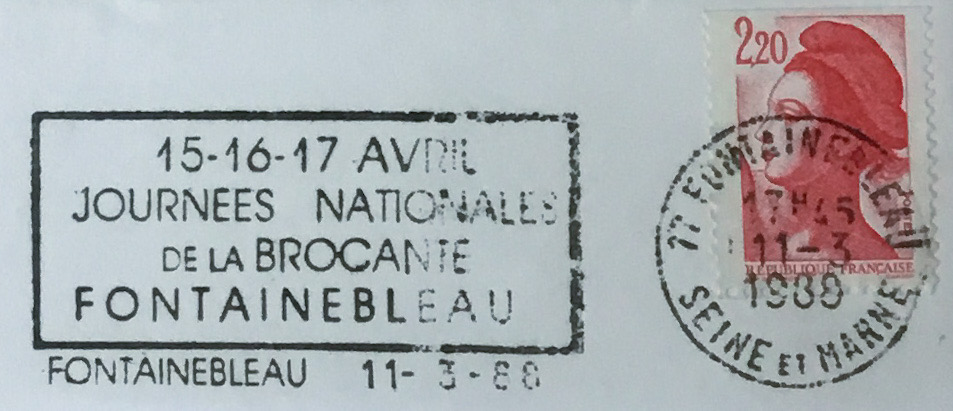 15-16-17 AVRIL
JOURNEES NATIONALES
DE LA BROCANTE
FONTAINEBLEAU
FONTAINEBLEAU 11-3-88
2,20
77 FONTAINEBLEAU
17H45
11-3
1988
RÉPUBLIQUE FRANÇAISE
SEINE ET MARNE